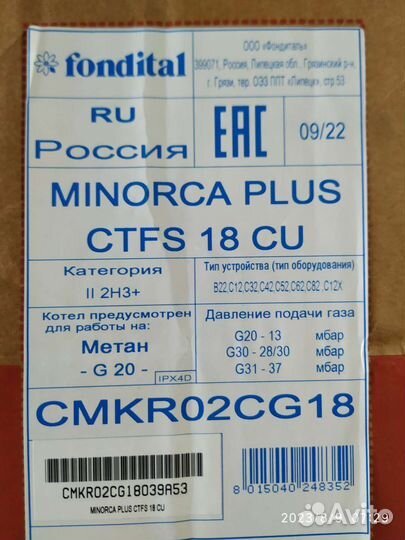 fondital
ООО «Фондиталь»
399071, Россия, Липецкая обл., Грязинский р-н,
г. Грязи, тер. ОЭЗ ППТ «Липецк», стр.53
RU
Россия
EAC
09/22
MINORCA PLUS
CTFS 18 CU
Категория
II 2H3+
Тип устройства (тип оборудования)
B22,C12,C32,C42,C52,C62,C82 ,C12X
Котел предусмотрен
для работы на:
Метан
- G 20 -
IPX4D
Давление подачи газа
G20 - 13 мбар
G30 - 28/30 мбар
G31 - 37 мбар
CMKR02CG18
CMKR02CG18039A53
MINORCA PLUS CTFS 18 CU
8 015040 248352
Avito